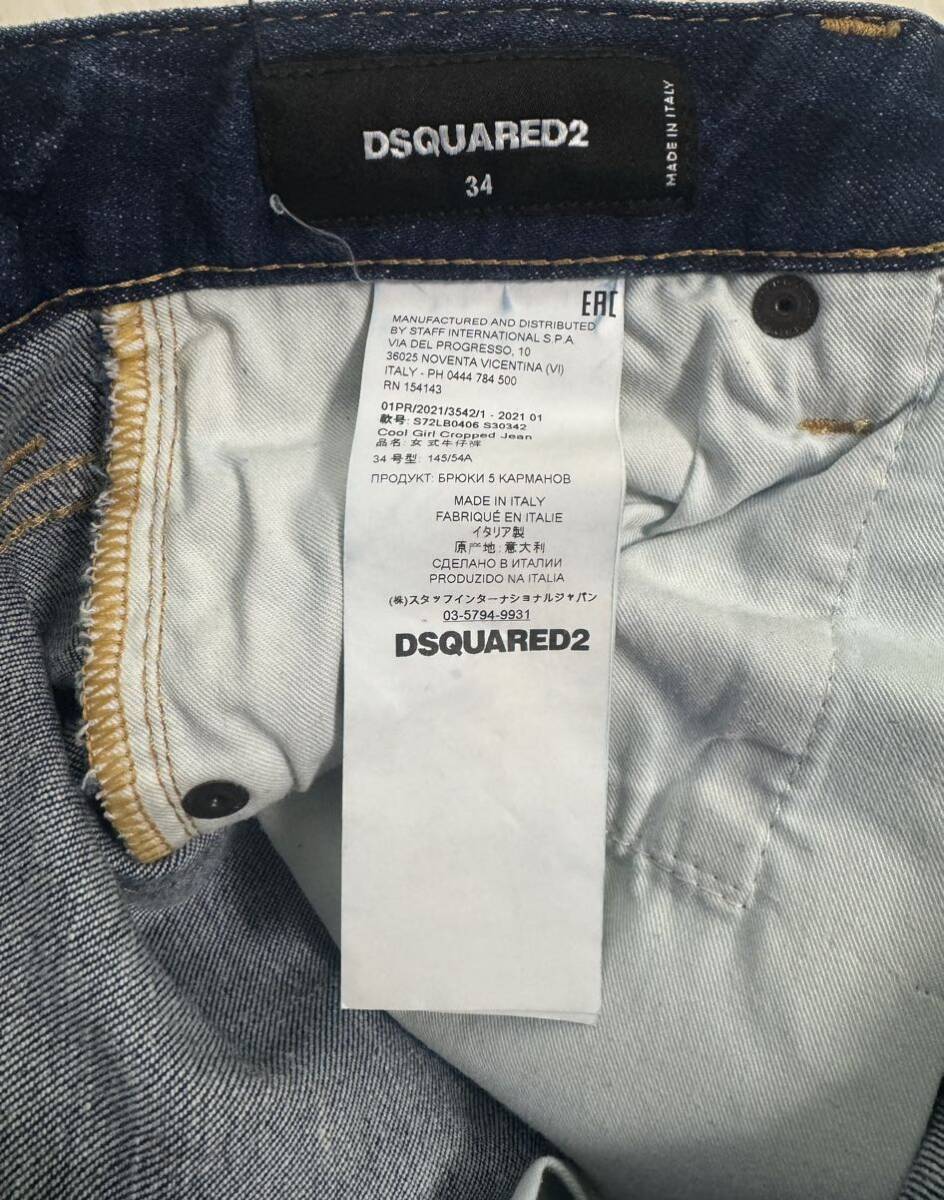 DSQUARED2
34
MADE IN ITALY
EAC
MANUFACTURED AND DISTRIBUTED
BY STAFF INTERNATIONAL S.P.A
VIA DEL PROGRESSO, 10
36025 NOVENTA VICENTINA (VI)
ITALY - PH 0444 784 500
RN 154143
01PR/2021/3542/1 - 2021 01
款号: S72LB0406 S30342
Cool Girl Cropped Jean
品名: 女式牛仔裤
34 号型: 145/54A
ПРОДУКТ: БРЮКИ 5 КАРМАНОВ
MADE IN ITALY
FABRIQUÉ EN ITALIE
イタリア製
原产地: 意大利
СДЕЛАНО В ИТАЛИИ
PRODUZIDO NA ITALIA
(株)スタッフインターナショナルジャパン
03-5794-9931
DSQUARED2